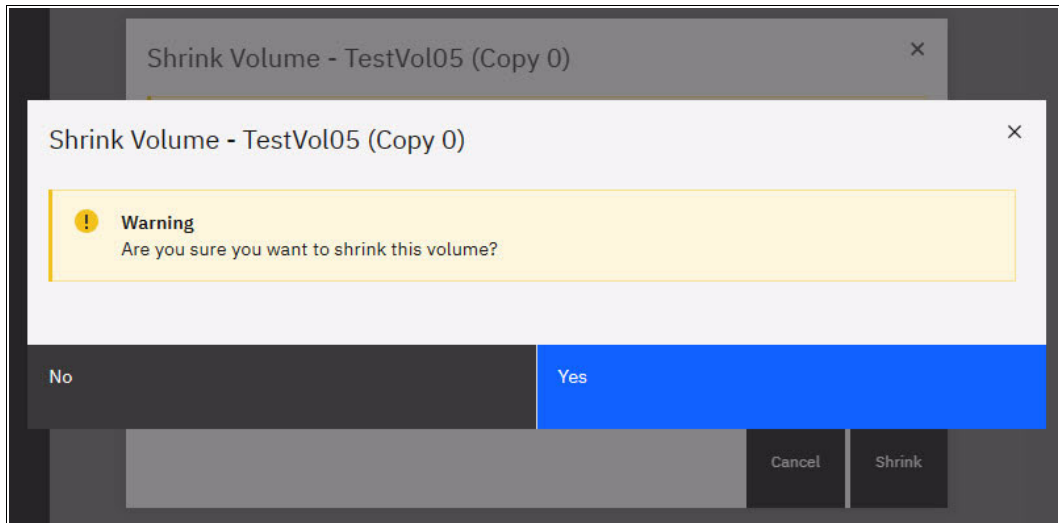 Shrink Volume - TestVol05 (Copy 0)
Shrink Volume - TestVol05 (Copy 0)
Warning
Are you sure you want to shrink this volume?
No
Yes
Cancel
Shrink